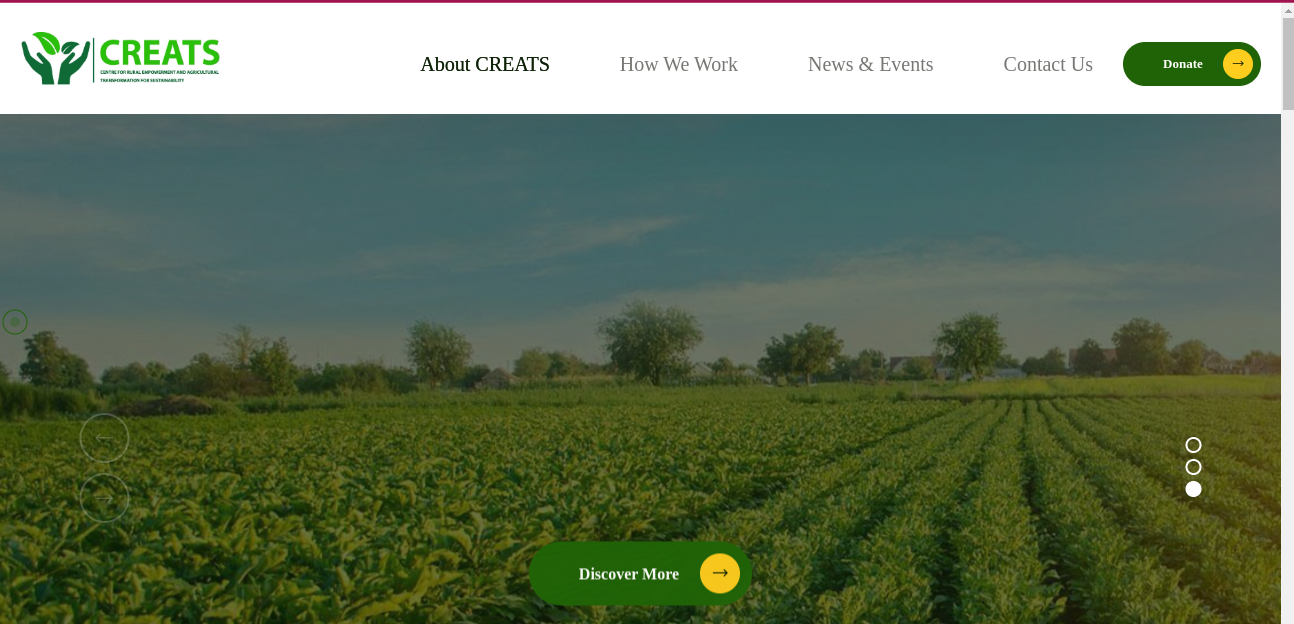 CREATS
CENTRE FOR RURAL EMPOWERMENT AND AGRICULTURAL
TRANSFORMATION FOR SUSTAINABILITY
About CREATS
How We Work
News & Events
Contact Us
Donate
Discover More